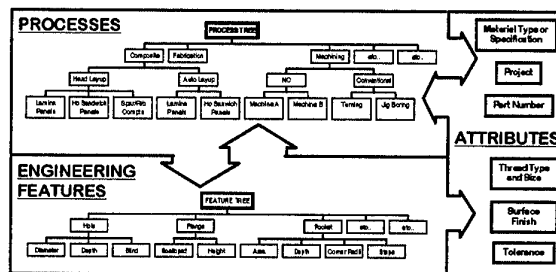 PROCESSES
PROCESS TREE
Composite
Fabrication
Machining
etc..
etc..
Hand Layup
Auto Layup
NC
Conventional
Lamina
Panels
Ho Sandwich
Panels
Spar/Rib
Compts
Lamina
Panels
Ho Sandwich
Panels
Machine A
Machine B
Turning
Jig Boring
Material Type or
Specification
Project
Part Number
ATTRIBUTES
Thread Type
and Size
Surface
Finish
Tolerance
ENGINEERING
FEATURES
FEATURE TREE
Hole
Flange
Pocket
etc..
etc..
Diameter
Depth
Blind
Height
Area
Depth
Corner Radii
Shape